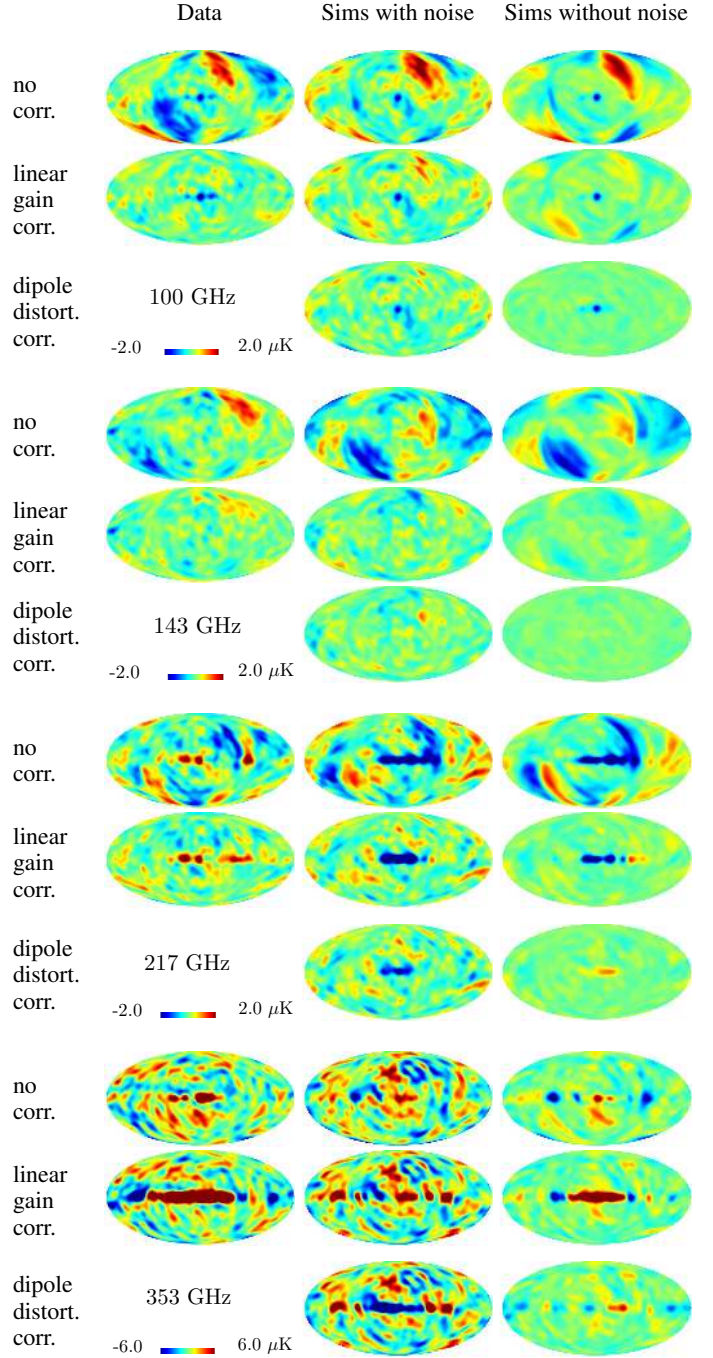 Data Sims with noise Sims without noise
no
corr.
linear
gain
corr.
dipole
distort.
corr.
100 GHz
-2.0 2.0 μK
no
corr.
linear
gain
corr.
dipole
distort.
corr.
143 GHz
-2.0 2.0 μK
no
corr.
linear
gain
corr.
dipole
distort.
corr.
217 GHz
-2.0 2.0 μK
no
corr.
linear
gain
corr.
dipole
distort.
corr.
353 GHz
-6.0 6.0 μK